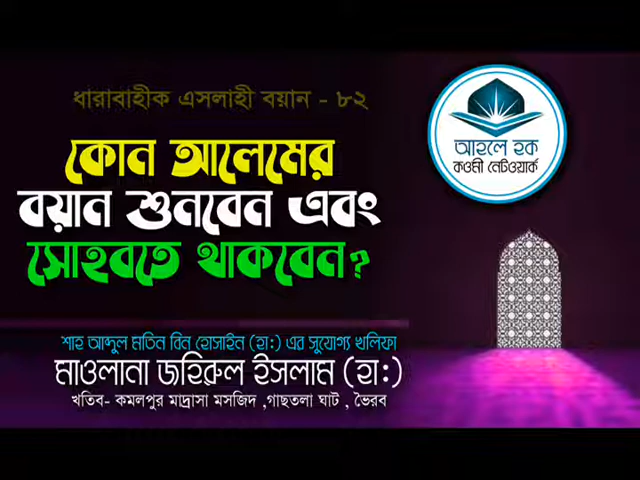 ধারাবাহীক এসলাহী বয়ান - ৮২
কোন আলেমের
বয়ান শুনবেন এবং
সোহবতে থাকবেন?
আহলে হক
কওমী নেটওয়ার্ক
শাহ আব্দুল মতিন বিন হোসাইন (হা:) এর সুযোগ্য খলিফা
মাওলানা জহিরুল ইসলাম (হা:)
খতিব- কমলপুর মাদ্রাসা মসজিদ ,গাছতলা ঘাট , ভৈরব